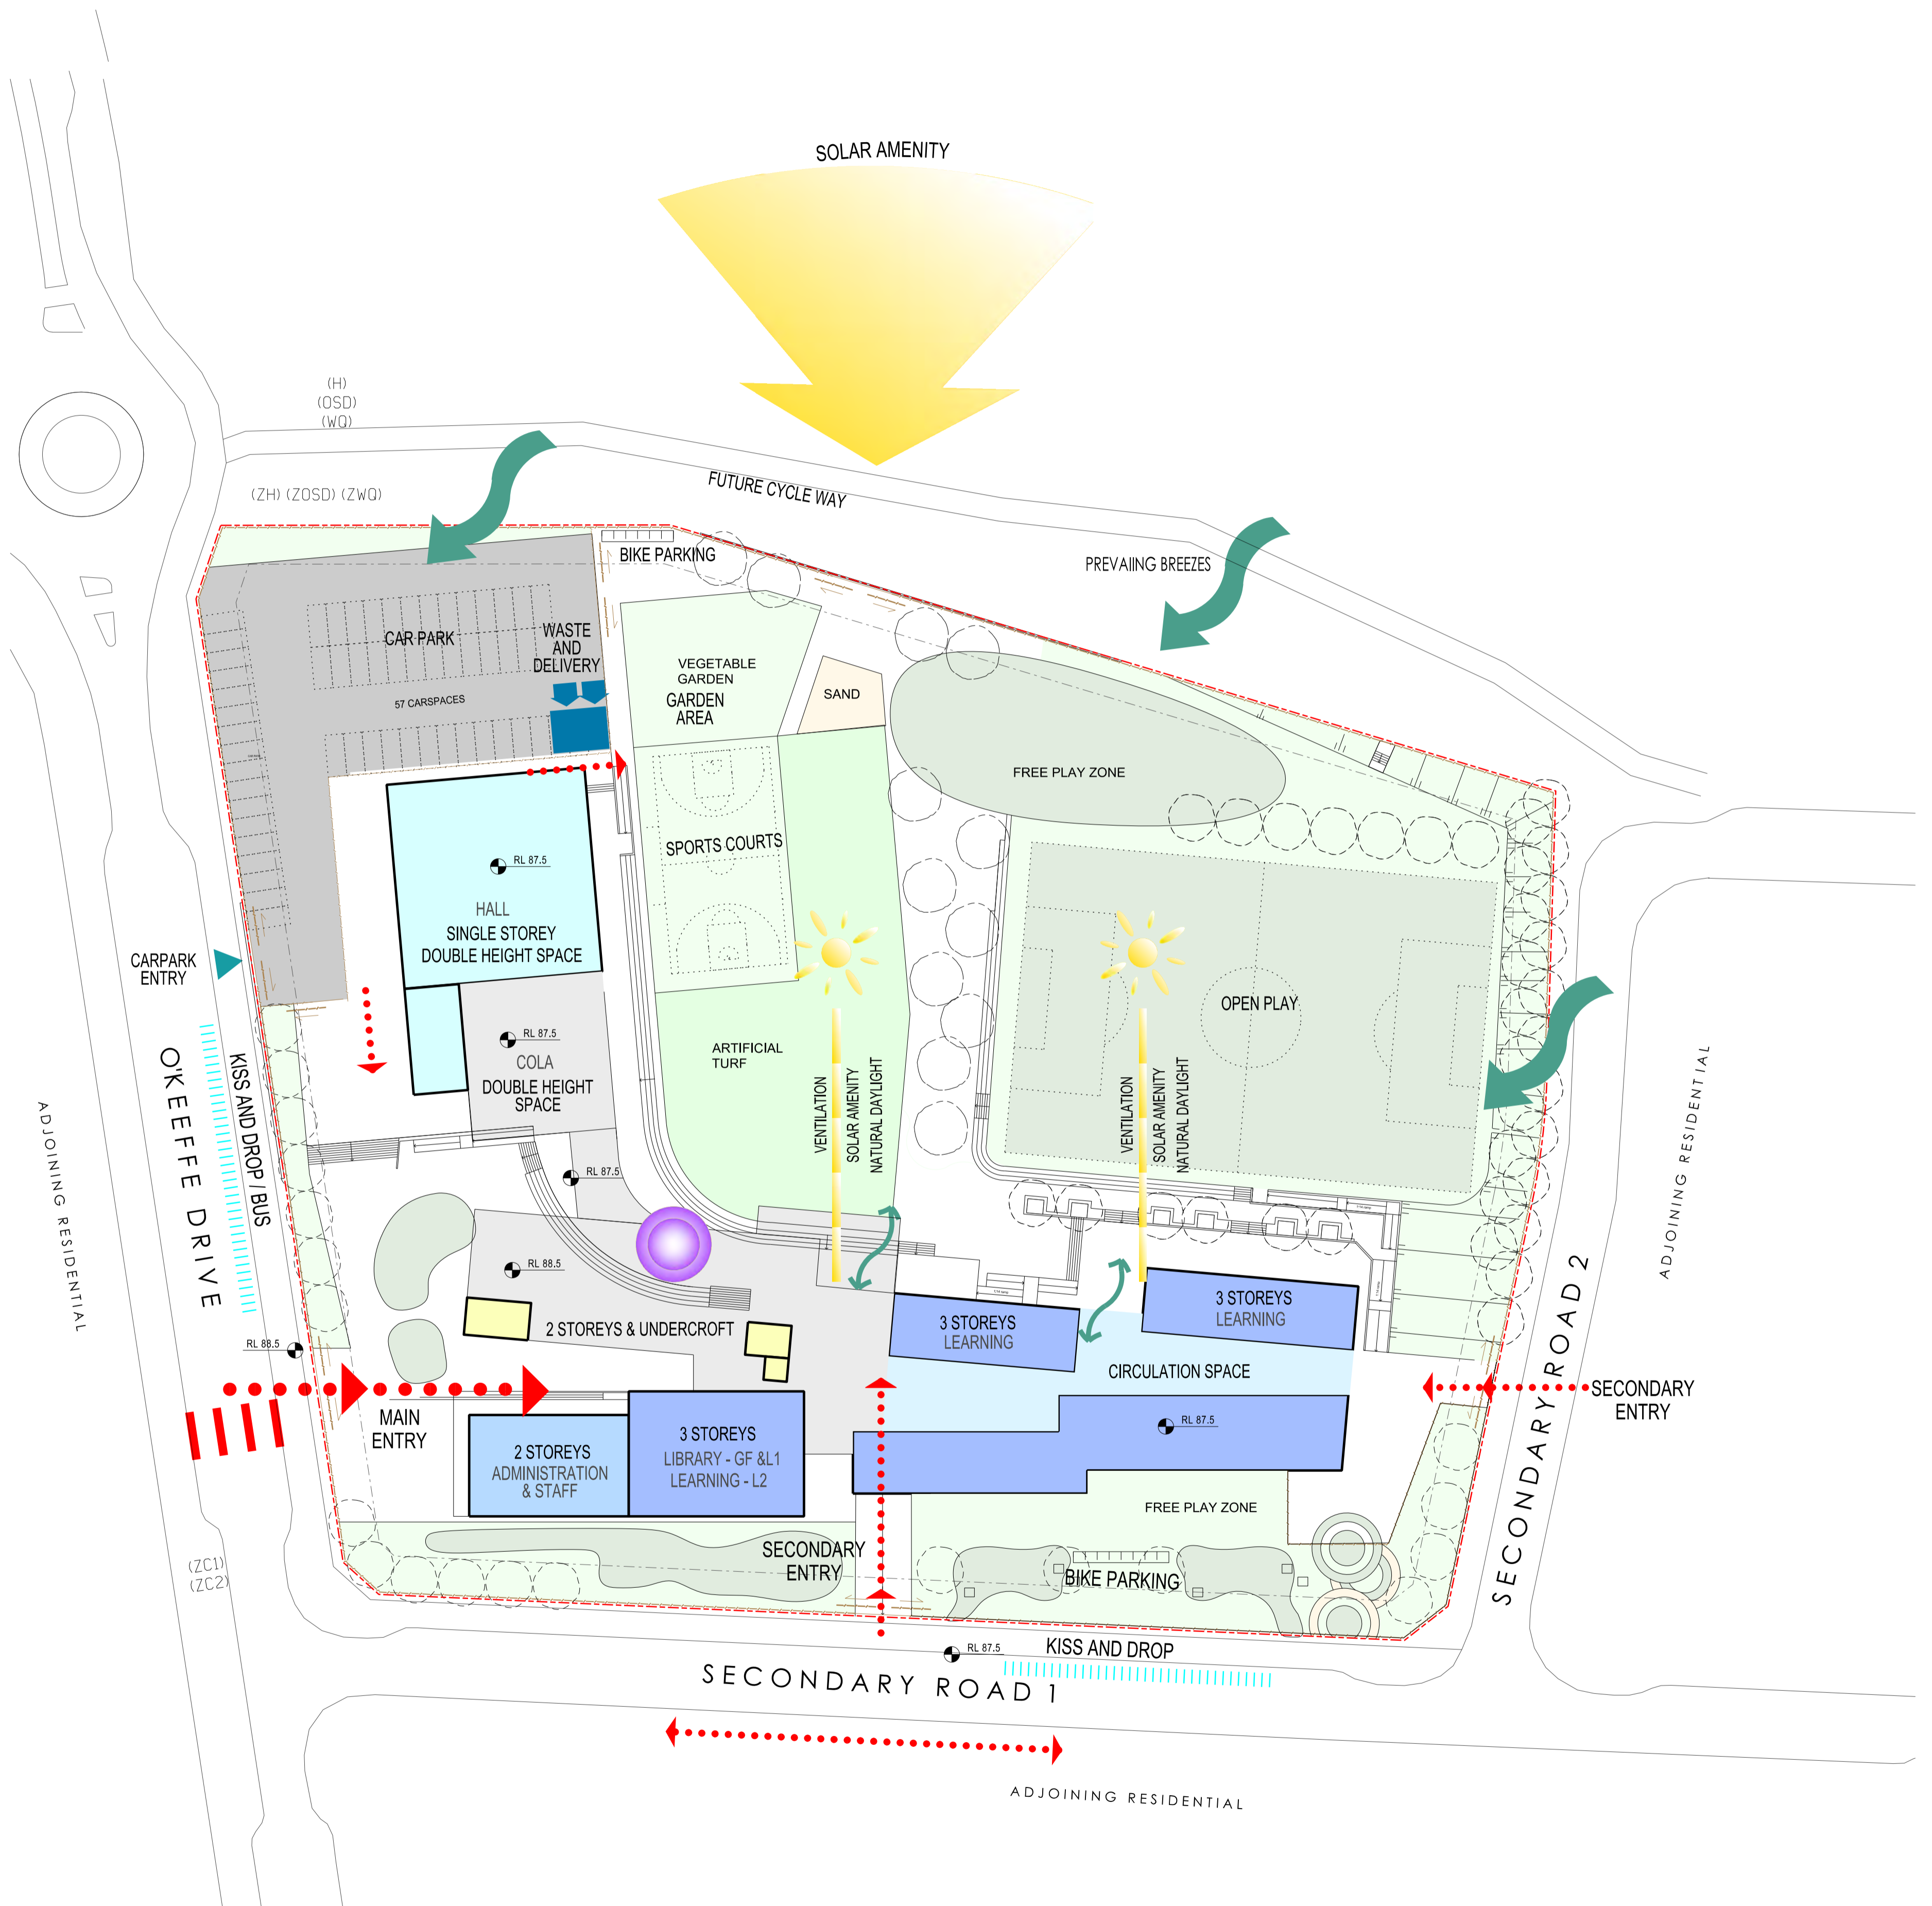 SOLAR AMENITY
(H)
(OSD)
(WQ)
(ZH) (ZOSD) (ZWQ)
FUTURE CYCLE WAY
PREVAIING BREEZES
BIKE PARKING
CAR PARK
WASTE
AND
DELIVERY
57 CARSPACES
VEGETABLE
GARDEN
GARDEN
AREA
SAND
FREE PLAY ZONE
SPORTS COURTS
RL 87.5
HALL
SINGLE STOREY
DOUBLE HEIGHT SPACE
CARPARK
ENTRY
OPEN PLAY
RL 87.5
COLA
DOUBLE HEIGHT
SPACE
ARTIFICIAL
TURF
VENTILATION
SOLAR AMENITY
NATURAL DAYLIGHT
VENTILATION
SOLAR AMENITY
NATURAL DAYLIGHT
O'KEEFFE DRIVE
KISS AND DROP / BUS
ADJOINING RESIDENTIAL
ADJOINING RESIDENTIAL
RL 87.5
RL 88.5
2 STOREYS & UNDERCROFT
3 STOREYS
LEARNING
3 STOREYS
LEARNING
CIRCULATION SPACE
RL 88.5
MAIN
ENTRY
SECONDARY
ENTRY
SECONDARY ROAD 2
RL 87.5
2 STOREYS
ADMINISTRATION
& STAFF
3 STOREYS
LIBRARY - GF &L1
LEARNING - L2
FREE PLAY ZONE
SECONDARY
ENTRY
BIKE PARKING
(ZC1)
(ZC2)
RL 87.5
KISS AND DROP
SECONDARY ROAD 1
ADJOINING RESIDENTIAL